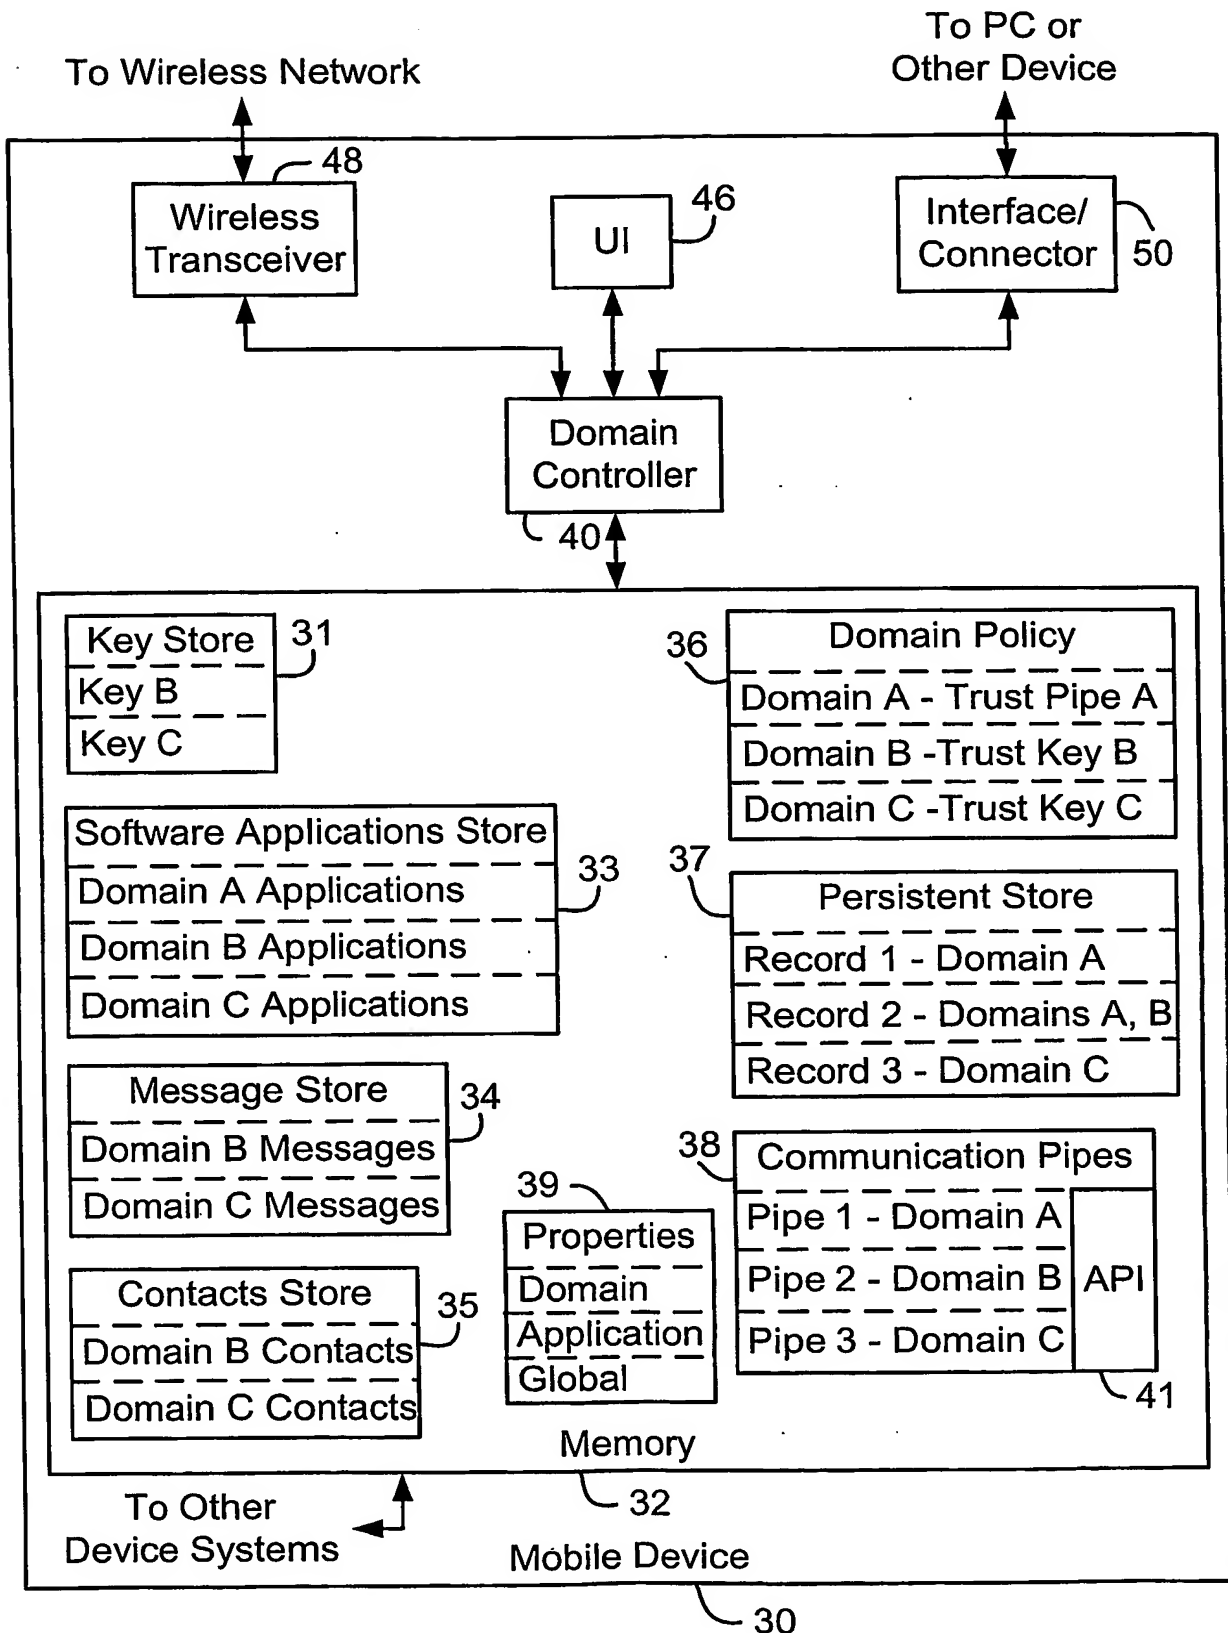 To PC or
Other Device
To Wireless Network
48
Wireless
Transceiver
UI
46
Interface/
Connector
50
Domain
Controller
40
Key Store
Key B
Key C
31
36
Domain Policy
Domain A - Trust Pipe A
Domain B -Trust Key B
Domain C -Trust Key C
Software Applications Store
Domain A Applications
Domain B Applications
Domain C Applications
33
37
Persistent Store
Record 1 - Domain A
Record 2 - Domains A, B
Record 3 - Domain C
Message Store
Domain B Messages
Domain C Messages
34
38
Communication Pipes
Pipe 1 - Domain A
Pipe 2 - Domain B
Pipe 3 - Domain C
API
41
39
Properties
Domain
Application
Global
Contacts Store
Domain B Contacts
Domain C Contacts
35
Memory
32
To Other
Device Systems
Mobile Device
30